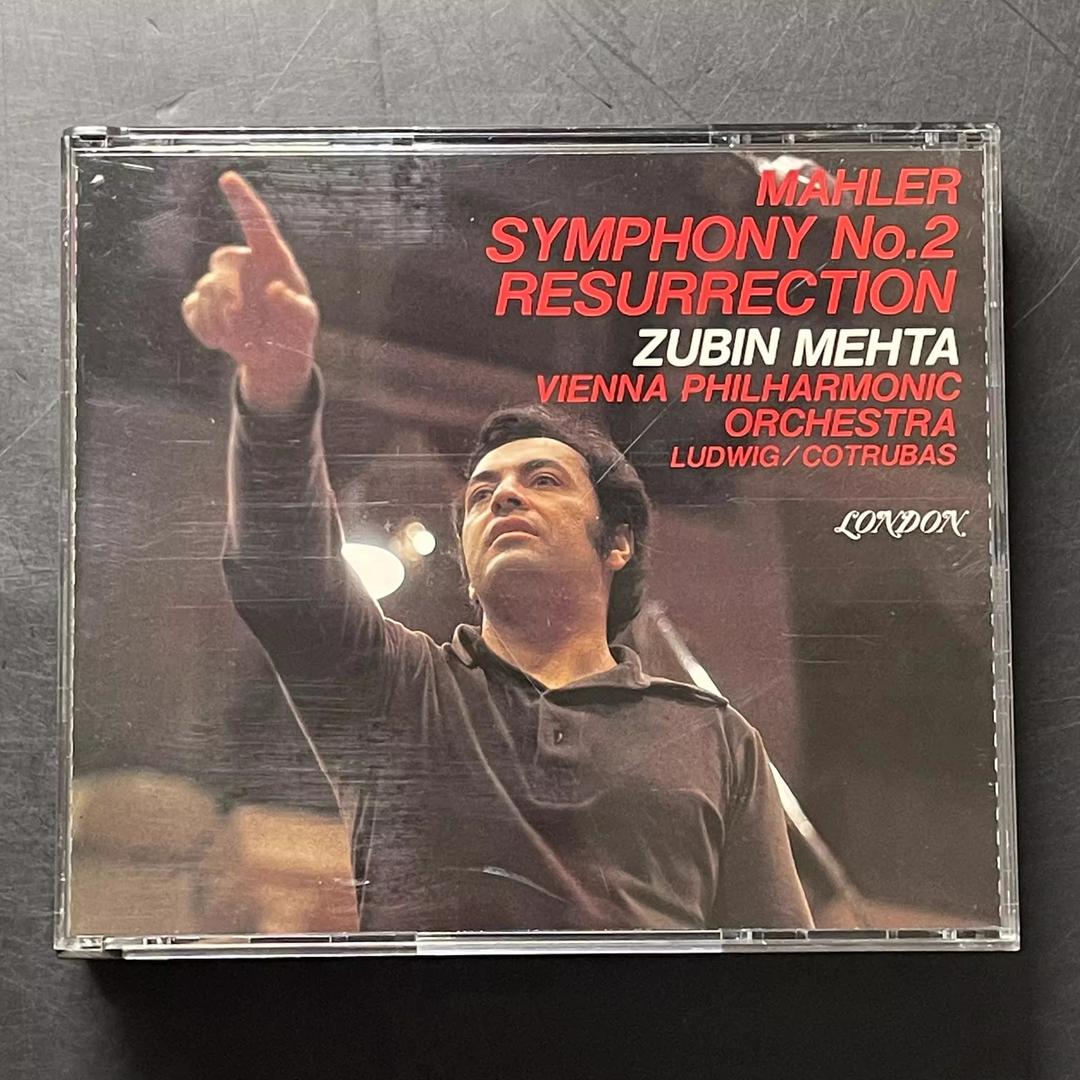 MAHLER
SYMPHONY No.2
RESURRECTION
ZUBIN MEHTA
VIENNA PHILHARMONIC
ORCHESTRA
LUDWIG/COTRUBAS
LONDON